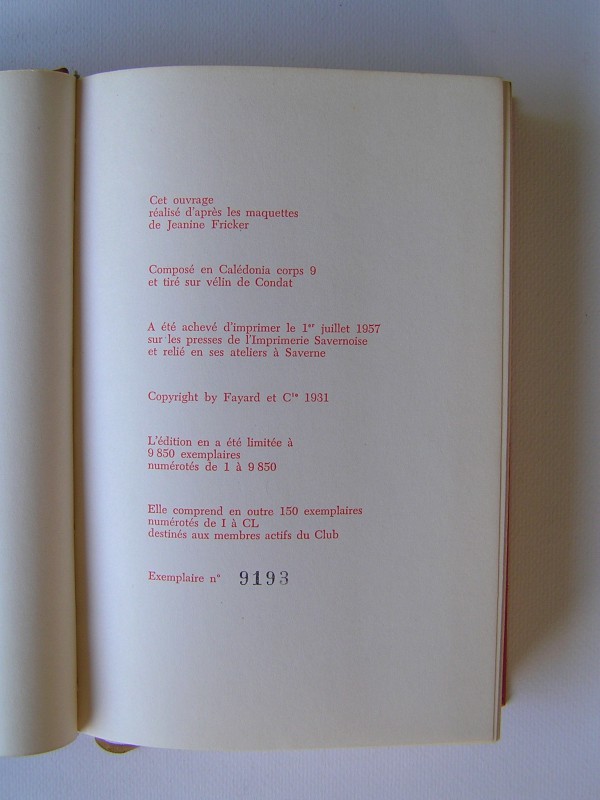 Cet ouvrage
réalisé d'après les maquettes
de Jeanine Fricker
Composé en Calédonia corps 9
et tiré sur vélin de Condat
A été achevé d'imprimer le 1er juillet 1957
sur les presses de l'Imprimerie Savernoise
et relié en ses ateliers à Saverne
Copyright by Fayard et Cie 1931
L'édition en a été limitée à
9 850 exemplaires
numérotés de 1 à 9 850
Elle comprend en outre 150 exemplaires
numérotés de I à CL
destinés aux membres actifs du Club
Exemplaire n° 9193